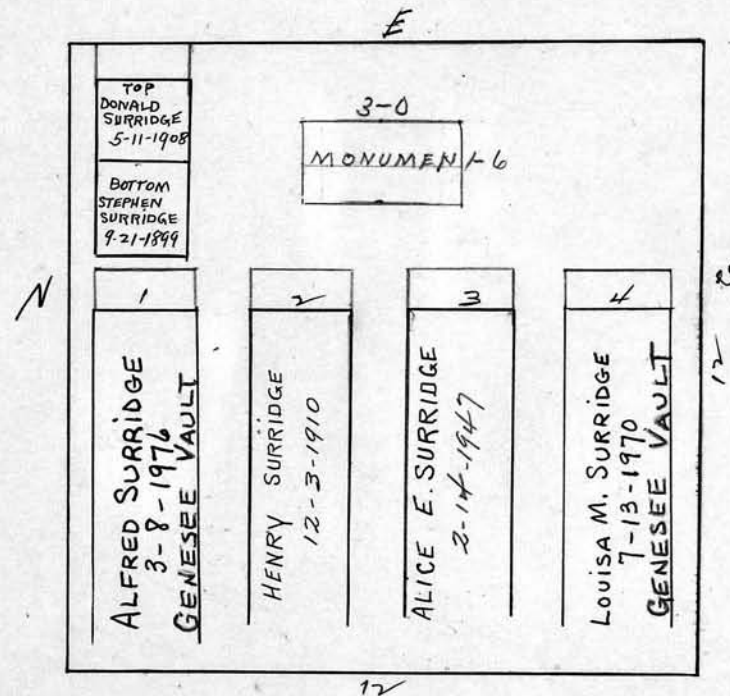 E
TOP
DONALD
SURRIDGE
5-11-1908
BOTTOM
STEPHEN
SURRIDGE
9-21-1899
3-0
MONUMENT 1-6
N
1
2
3
4
ALFRED SURRIDGE
3-8-1976
GENESEE VAULT
HENRY SURRIDGE
12-3-1910
ALICE E. SURRIDGE
2-14-1947
LOUISA M. SURRIDGE
7-13-1970
GENESEE VAULT
12
12